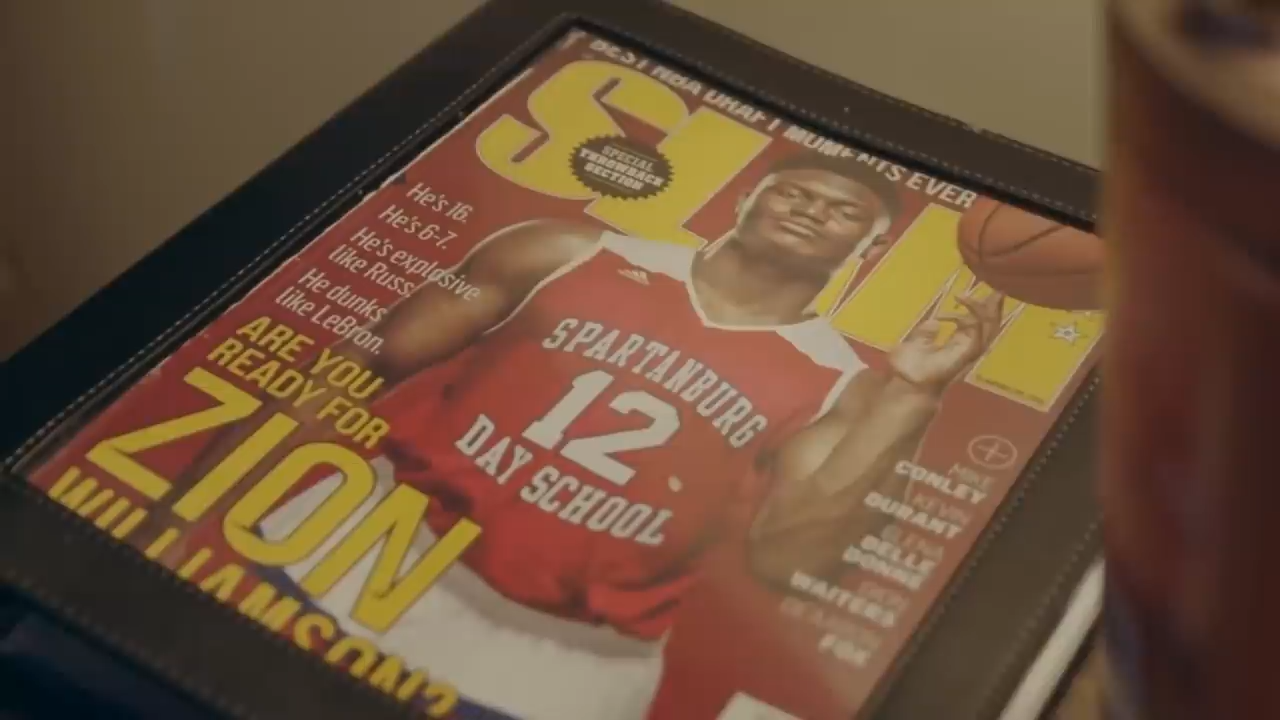 BEST NBA DRAFT MOMENTS EVER
SLAM
SPECIAL
THROWBACK
SECTION
He's 16.
He's 6-7.
He's explosive
like Russ.
He dunks
like LeBron.
ARE YOU
READY FOR
ZION
WILLIAMSON?
SPARTANBURG
12
DAY SCHOOL
MIKE
CONLEY
KEVIN
DURANT
ELENA
DELLE
DONNE
DION
WAITERS
DE'AARON
FOX